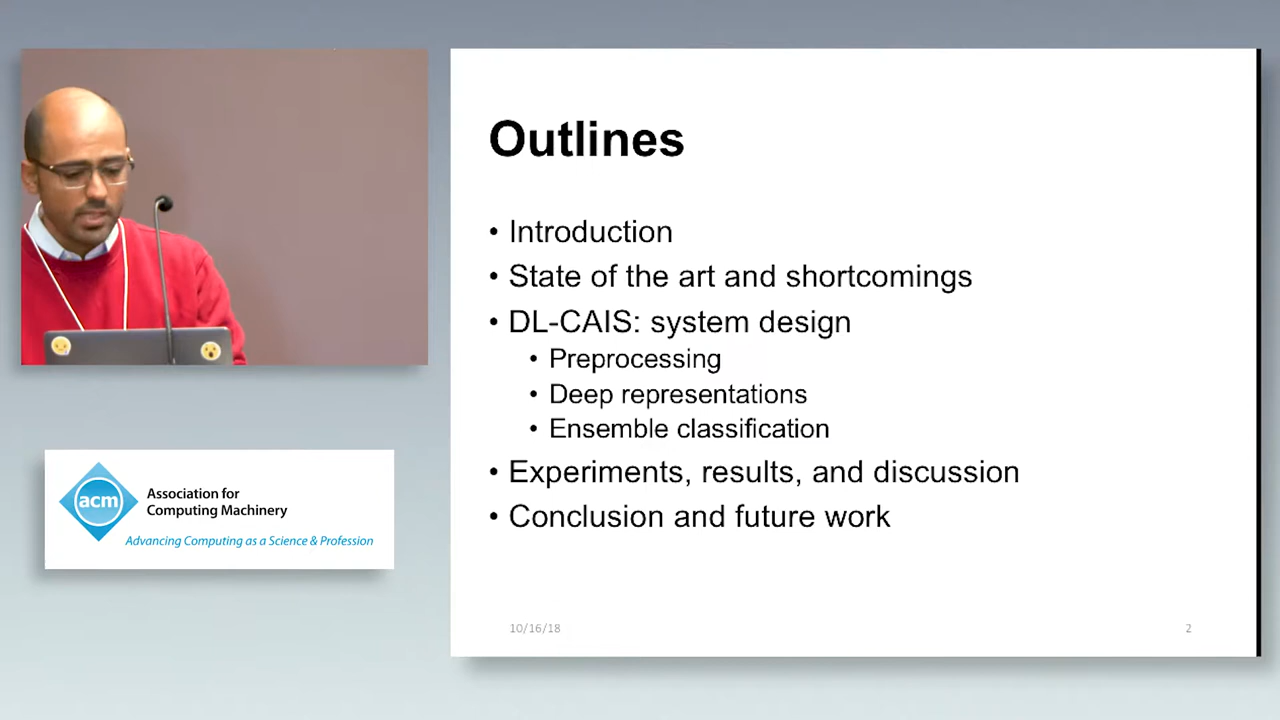 Outlines
• Introduction
• State of the art and shortcomings
• DL-CAIS: system design
• Preprocessing
• Deep representations
• Ensemble classification
• Experiments, results, and discussion
• Conclusion and future work
10/16/18
2
acm
Association for
Computing Machinery
Advancing Computing as a Science & Profession